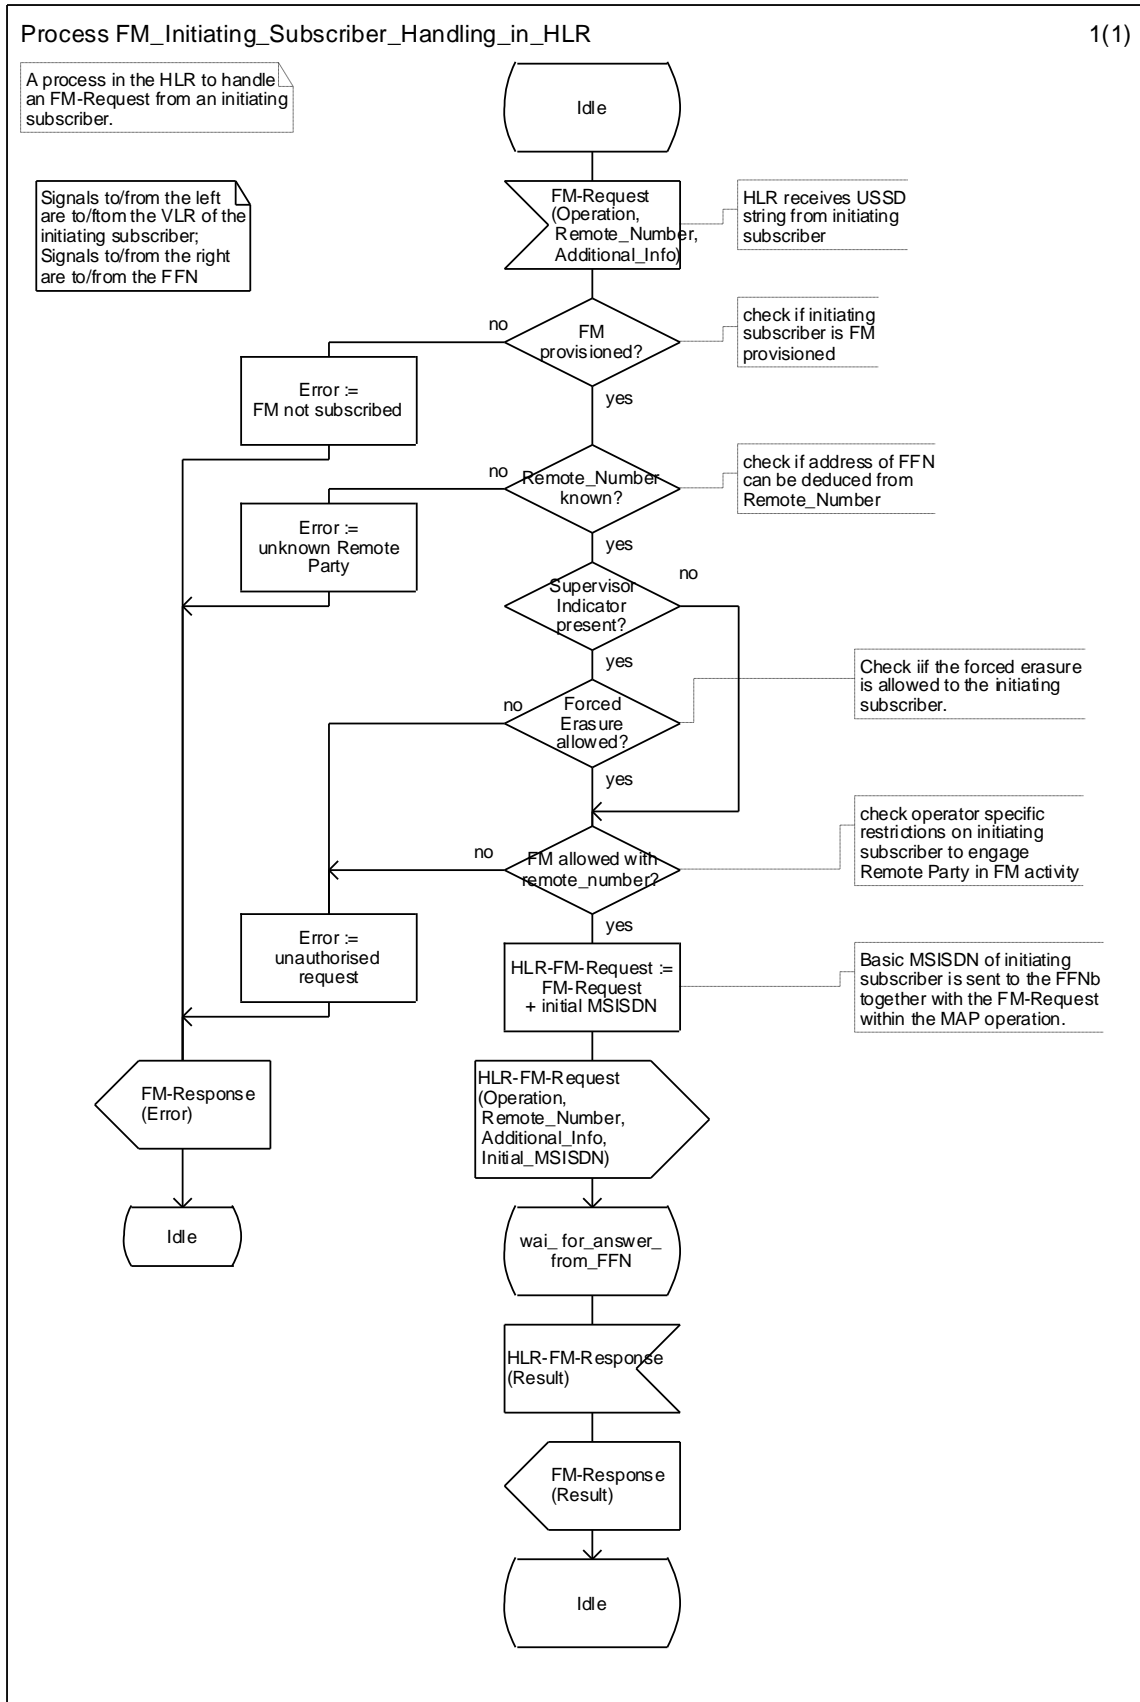 Process FM_Initiating_Subscriber_Handling_in_HLR
1(1)
A process in the HLR to handle
an FM-Request from an initiating
subscriber.
Idle
Signals to/from the left
are to/ftom the VLR of the
initiating subscriber;
Signals to/from the right
are to/from the FFN
FM-Request
(Operation,
Remote_Number,
Additional_Info)
HLR receives USSD
string from initiating
subscriber
no
FM
provisioned?
check if initiating
subscriber is FM
provisioned
Error :=
FM not subscribed
yes
no
Remote_Number
known?
check if address of FFN
can be deduced from
Remote_Number
Error :=
unknown Remote
Party
yes
no
Supervisor
Indicator
present?
yes
Check iif the forced erasure
is allowed to the initiating
subscriber.
no
Forced
Erasure
allowed?
yes
check operator specific
restrictions on initiating
subscriber to engage
Remote Party in FM activity
no
FM allowed with
remote_number?
yes
Error :=
unauthorised
request
HLR-FM-Request :=
FM-Request
+ initial MSISDN
Basic MSISDN of initiating
subscriber is sent to the FFNb
together with the FM-Request
within the MAP operation.
FM-Response
(Error)
HLR-FM-Request
(Operation,
Remote_Number,
Additional_Info,
Initial_MSISDN)
Idle
wai_for_answer_
from_FFN
HLR-FM-Response
(Result)
FM-Response
(Result)
Idle